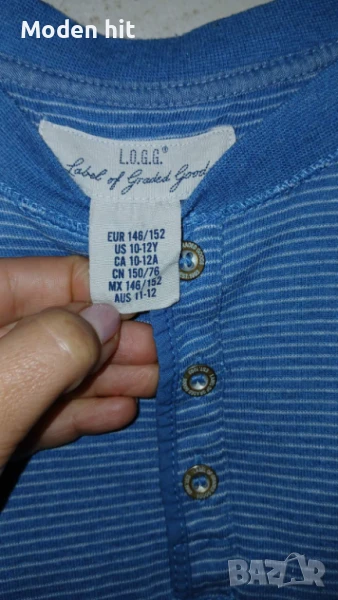 Moden hit
L.O.G.G.®
Label of Graded Goods
EUR 146/152
US 10-12Y
CA 10-12A
CN 150/76
MX 146/152
AUS 11-12
BAZAR